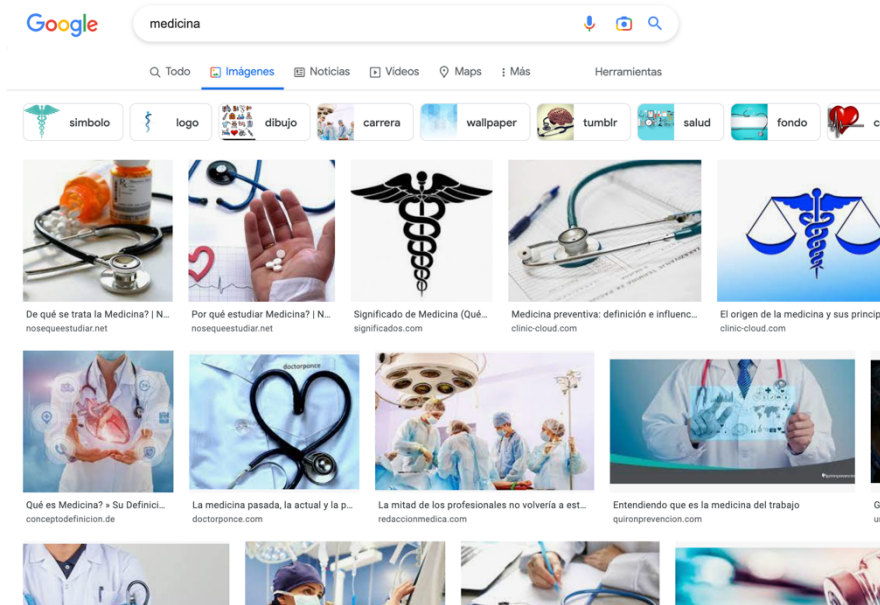 Google
medicina
Todo
Imágenes
Noticias
Vídeos
Maps
Más
Herramientas
símbolo
logo
dibujo
carrera
wallpaper
tumblr
salud
fondo
De qué se trata la Medicina? | N...
nosequeestudiar.net
Por qué estudiar Medicina? | N...
nosequeestudiar.net
Significado de Medicina (Qué...
significados.com
Medicina preventiva: definición e influenc...
clinic-cloud.com
El origen de la medicina y sus princip
clinic-cloud.com
doctorponce
Qué es Medicina? » Su Definici...
conceptodefinicion.de
La medicina pasada, la actual y la p...
doctorponce.com
La mitad de los profesionales no volvería a est...
redaccionmedica.com
Entendiendo que es la medicina del trabajo
quironprevencion.com